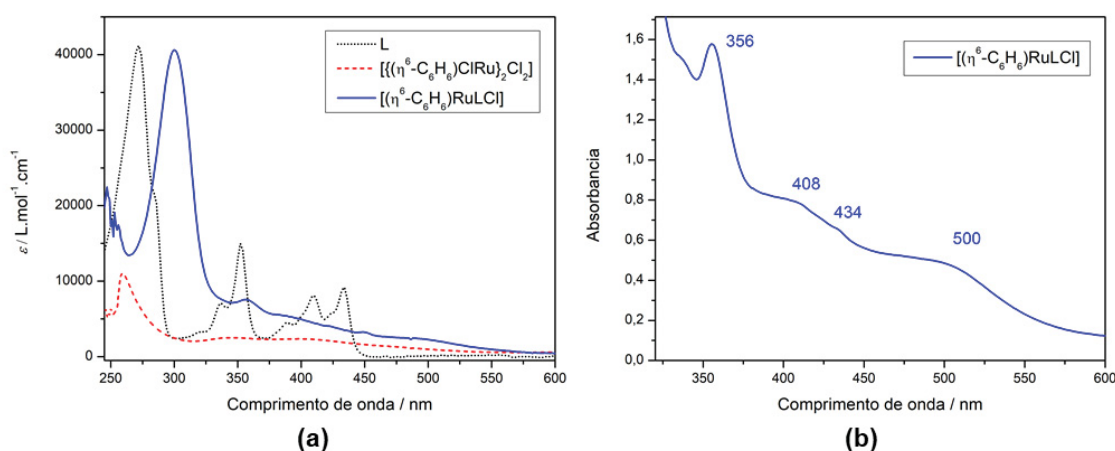 40000
30000
20000
10000
0
ε / L.mol⁻¹.cm⁻¹
250 300 350 400 450 500 550 600
Comprimento de onda / nm
L
[{(η⁶-C₆H₆)ClRu}₂Cl₂]
[(η⁶-C₆H₆)RuLCl]
(a)
1,6
1,4
1,2
1,0
0,8
0,6
0,4
0,2
0,0
Absorbancia
350 400 450 500 550 600
Comprimento de onda / nm
356
408
434
500
[(η⁶-C₆H₆)RuLCl]
(b)